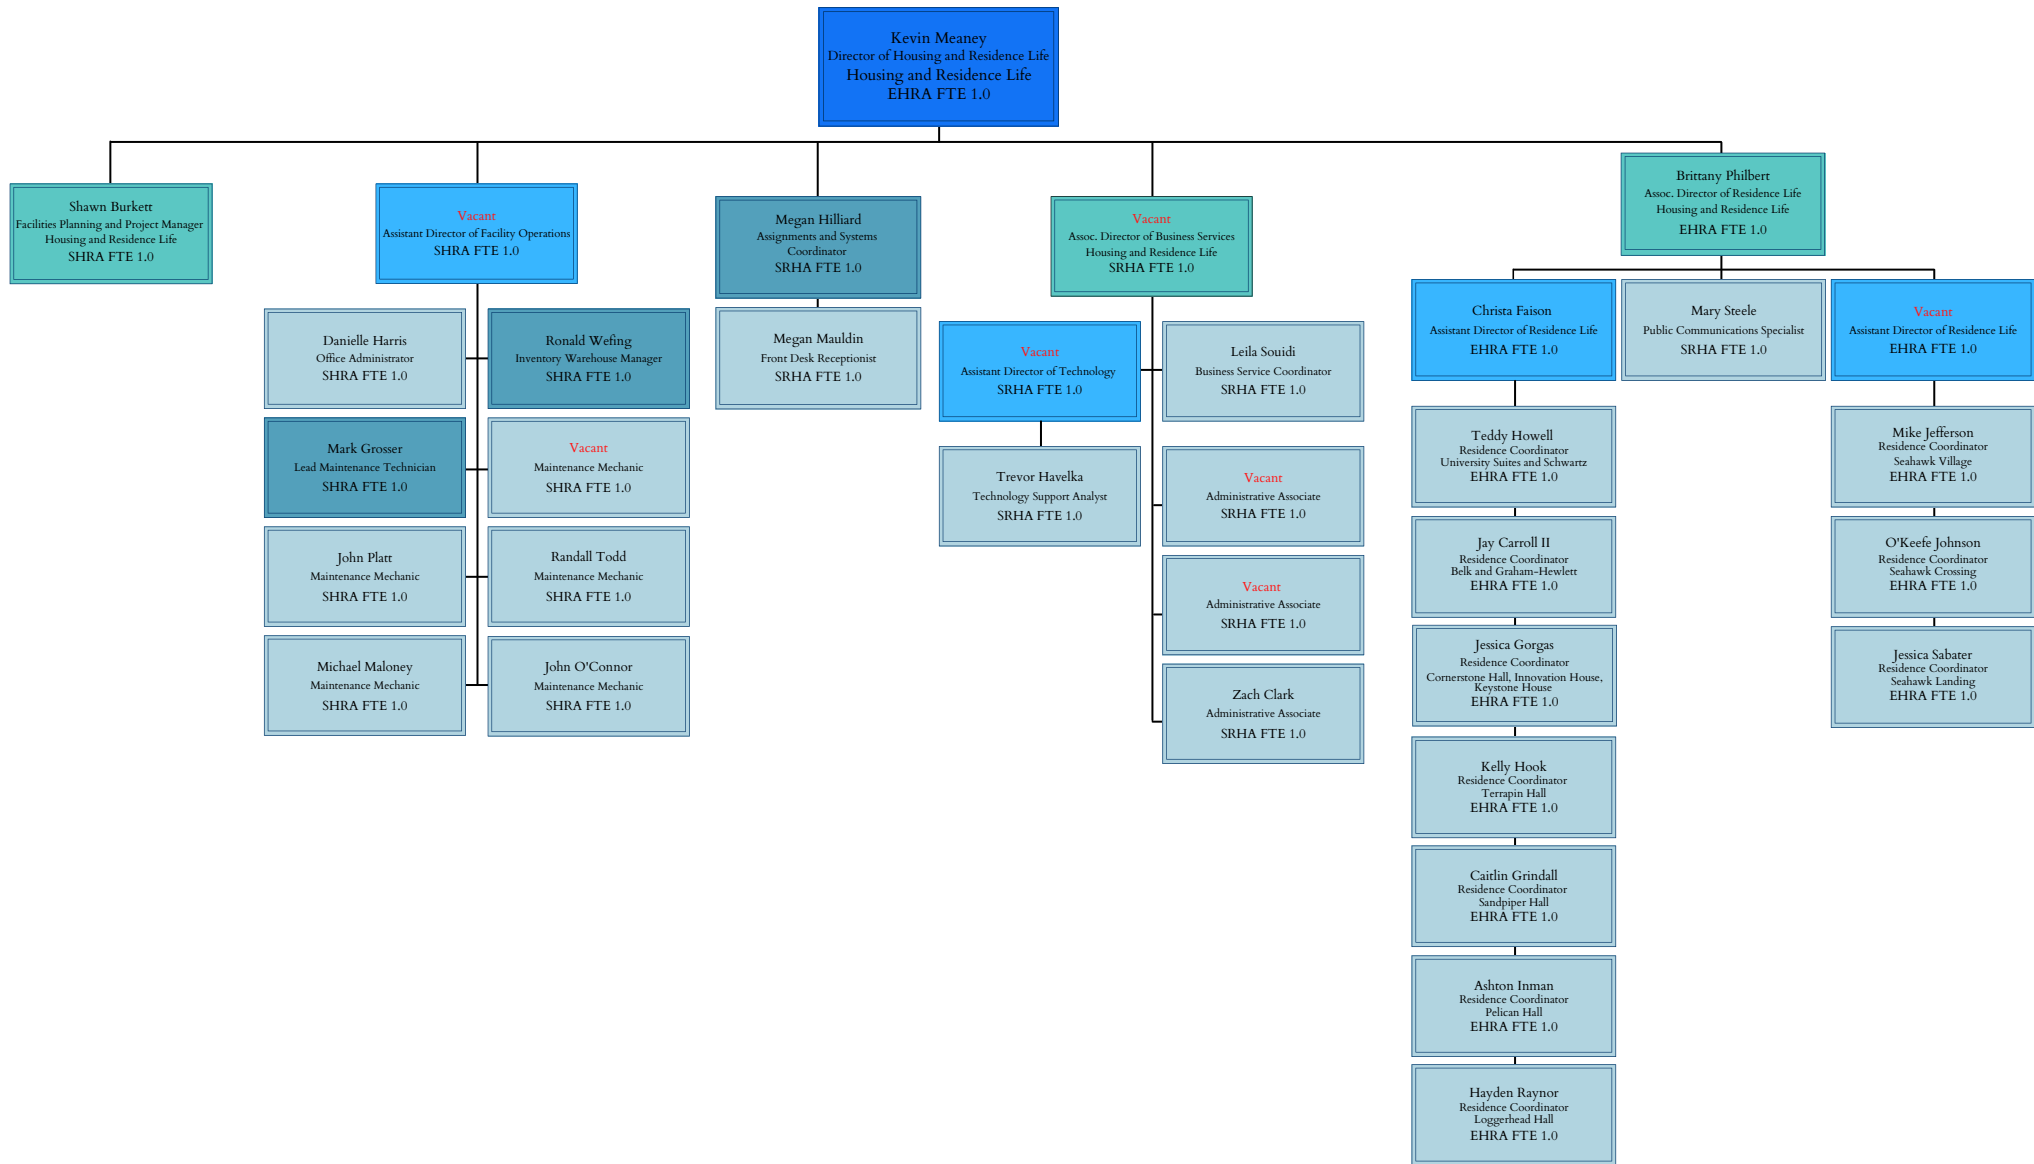 Kevin Meaney
Director of Housing and Residence Life
Housing and Residence Life
EHRA FTE 1.0
Shawn Burkett
Facilities Planning and Project Manager
Housing and Residence Life
SHRA FTE 1.0
Vacant
Assistant Director of Facility Operations
SHRA FTE 1.0
Danielle Harris
Office Administrator
SHRA FTE 1.0
Ronald Wefing
Inventory Warehouse Manager
SHRA FTE 1.0
Mark Grosser
Lead Maintenance Technician
SHRA FTE 1.0
Vacant
Maintenance Mechanic
SHRA FTE 1.0
John Platt
Maintenance Mechanic
SHRA FTE 1.0
Randall Todd
Maintenance Mechanic
SHRA FTE 1.0
Michael Maloney
Maintenance Mechanic
SHRA FTE 1.0
John O'Connor
Maintenance Mechanic
SHRA FTE 1.0
Megan Hilliard
Assignments and Systems
Coordinator
SRHA FTE 1.0
Megan Mauldin
Front Desk Receptionist
SRHA FTE 1.0
Vacant
Assoc. Director of Business Services
Housing and Residence Life
SRHA FTE 1.0
Vacant
Assistant Director of Technology
SRHA FTE 1.0
Trevor Havelka
Technology Support Analyst
SRHA FTE 1.0
Leila Souidi
Business Service Coordinator
SRHA FTE 1.0
Vacant
Administrative Associate
SRHA FTE 1.0
Vacant
Administrative Associate
SRHA FTE 1.0
Zach Clark
Administrative Associate
SRHA FTE 1.0
Brittany Philbert
Assoc. Director of Residence Life
Housing and Residence Life
EHRA FTE 1.0
Christa Faison
Assistant Director of Residence Life
EHRA FTE 1.0
Teddy Howell
Residence Coordinator
University Suites and Schwartz
EHRA FTE 1.0
Jay Carroll II
Residence Coordinator
Belk and Graham-Hewlett
EHRA FTE 1.0
Jessica Gorgas
Residence Coordinator
Cornerstone Hall, Innovation House,
Keystone House
EHRA FTE 1.0
Kelly Hook
Residence Coordinator
Terrapin Hall
EHRA FTE 1.0
Caitlin Grindall
Residence Coordinator
Sandpiper Hall
EHRA FTE 1.0
Ashton Inman
Residence Coordinator
Pelican Hall
EHRA FTE 1.0
Hayden Raynor
Residence Coordinator
Loggerhead Hall
EHRA FTE 1.0
Mary Steele
Public Communications Specialist
SRHA FTE 1.0
Vacant
Assistant Director of Residence Life
EHRA FTE 1.0
Mike Jefferson
Residence Coordinator
Seahawk Village
EHRA FTE 1.0
O'Keefe Johnson
Residence Coordinator
Seahawk Crossing
EHRA FTE 1.0
Jessica Sabater
Residence Coordinator
Seahawk Landing
EHRA FTE 1.0